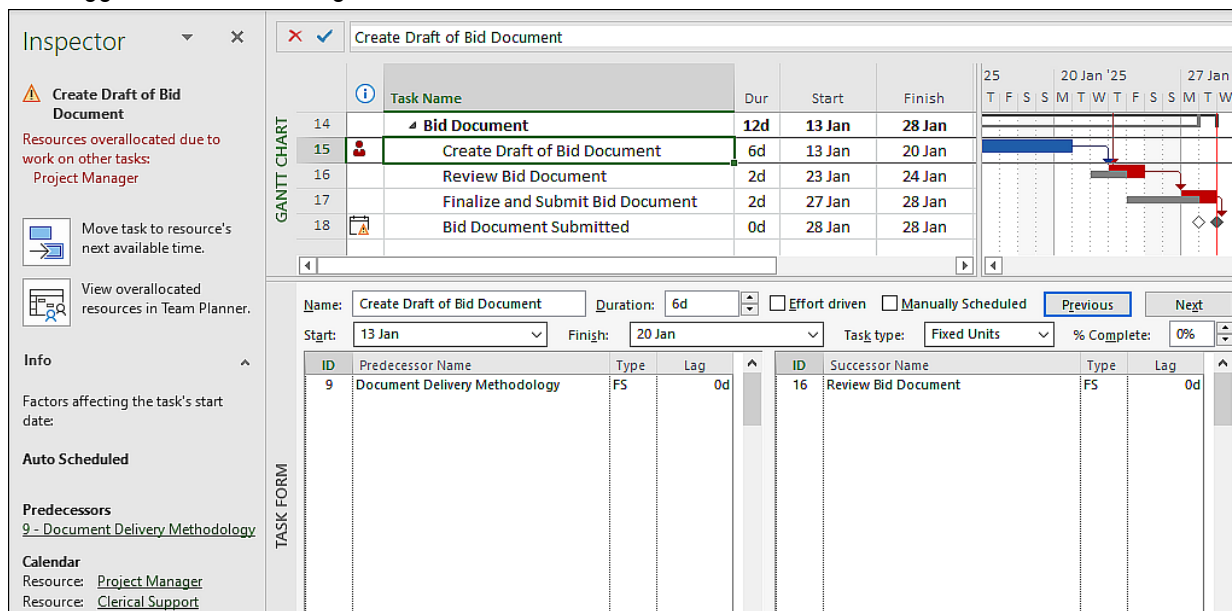 Inspector
Create Draft of Bid
Document
Resources overallocated due to
work on other tasks:
Project Manager
Move task to resource's
next available time.
View overallocated
resources in Team Planner.
Info
Factors affecting the task's start
date:
Auto Scheduled
Predecessors
9 - Document Delivery Methodology
Calendar
Resource: Project Manager
Resource: Clerical Support
GANTT CHART
Create Draft of Bid Document
Task Name Dur Start Finish
25 20 Jan '25 27 Jan
T F S S M T W T F S S M T W
14 Bid Document 12d 13 Jan 28 Jan
15 Create Draft of Bid Document 6d 13 Jan 20 Jan
16 Review Bid Document 2d 23 Jan 24 Jan
17 Finalize and Submit Bid Document 2d 27 Jan 28 Jan
18 Bid Document Submitted 0d 28 Jan 28 Jan
TASK FORM
Name: Create Draft of Bid Document Duration: 6d Effort driven Manually Scheduled Previous Next
Start: 13 Jan Finish: 20 Jan Task type: Fixed Units % Complete: 0%
ID Predecessor Name Type Lag ID Successor Name Type Lag
9 Document Delivery Methodology FS 0d 16 Review Bid Document FS 0d